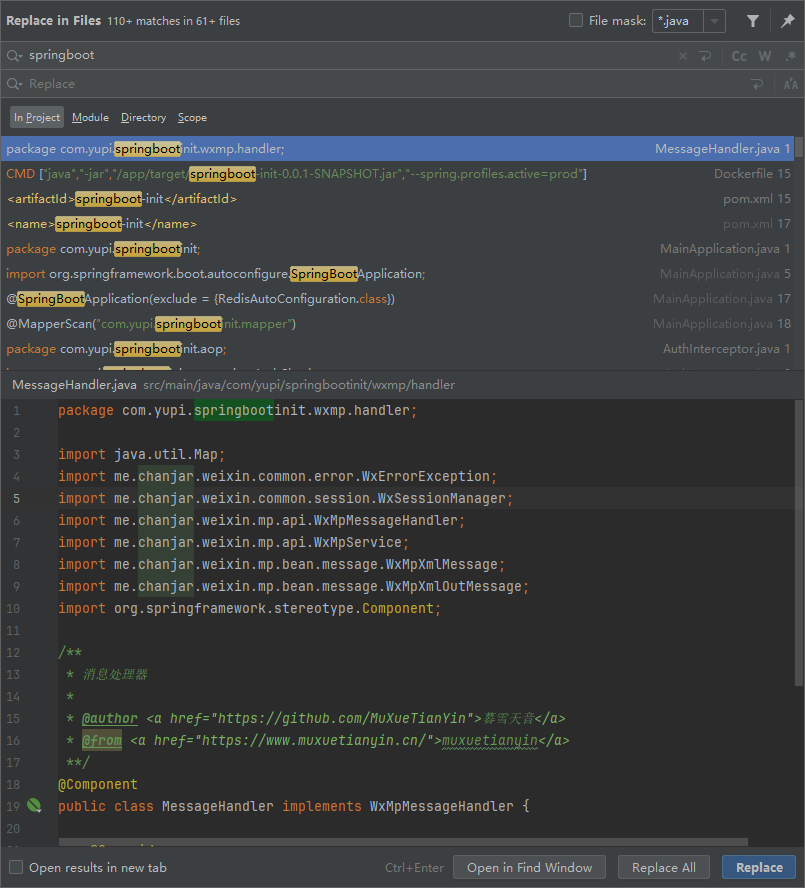 Replace in Files 110+ matches in 61+ files File mask: *.java
springboot Cc W .*
Replace
In Project Module Directory Scope
package com.yupi.springbootinit.wxmp.handler; MessageHandler.java 1
CMD ["java","-jar","/app/target/springboot-init-0.0.1-SNAPSHOT.jar","--spring.profiles.active=prod"] Dockerfile 15
<artifactId>springboot-init</artifactId> pom.xml 15
<name>springboot-init</name> pom.xml 17
package com.yupi.springbootinit; MainApplication.java 1
import org.springframework.boot.autoconfigure.SpringBootApplication; MainApplication.java 5
@SpringBootApplication(exclude = {RedisAutoConfiguration.class}) MainApplication.java 17
@MapperScan("com.yupi.springbootinit.mapper") MainApplication.java 18
package com.yupi.springbootinit.aop; AuthInterceptor.java 1
MessageHandler.java src/main/java/com/yupi/springbootinit/wxmp/handler
1 package com.yupi.springbootinit.wxmp.handler;
2
3 import java.util.Map;
4 import me.chanjar.weixin.common.error.WxErrorException;
5 import me.chanjar.weixin.common.session.WxSessionManager;
6 import me.chanjar.weixin.mp.api.WxMpMessageHandler;
7 import me.chanjar.weixin.mp.api.WxMpService;
8 import me.chanjar.weixin.mp.bean.message.WxMpXmlMessage;
9 import me.chanjar.weixin.mp.bean.message.WxMpXmlOutMessage;
10 import org.springframework.stereotype.Component;
11
12 /**
13 * 消息处理器
14 *
15 * @author <a href="https://github.com/MuXueTianYin">暮雪天音</a>
16 * @from <a href="https://www.muxuetianyin.cn/">muxuetianyin</a>
17 **/
18 @Component
19 public class MessageHandler implements WxMpMessageHandler {
20
Open results in new tab Ctrl+Enter Open in Find Window Replace All Replace